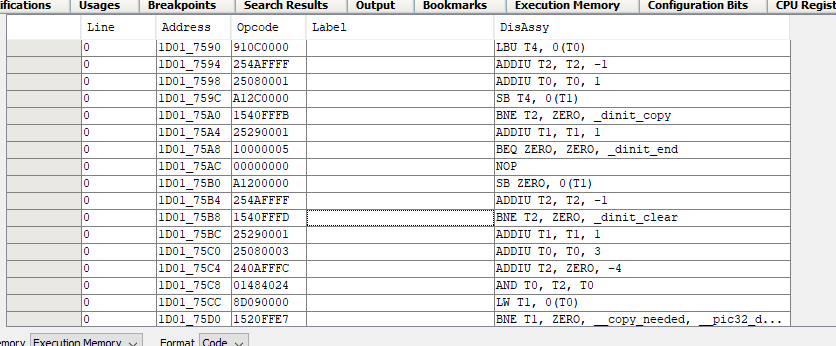 ifications Usages Breakpoints Search Results Output Bookmarks Execution Memory Configuration Bits CPU Regist
Line Address Opcode Label DisAssy
0 1D01_7590 910C0000 LBU T4, 0(T0)
0 1D01_7594 254AFFFF ADDIU T2, T2, -1
0 1D01_7598 25080001 ADDIU T0, T0, 1
0 1D01_759C A12C0000 SB T4, 0(T1)
0 1D01_75A0 1540FFFB BNE T2, ZERO, _dinit_copy
0 1D01_75A4 25290001 ADDIU T1, T1, 1
0 1D01_75A8 10000005 BEQ ZERO, ZERO, _dinit_end
0 1D01_75AC 00000000 NOP
0 1D01_75B0 A1200000 SB ZERO, 0(T1)
0 1D01_75B4 254AFFFF ADDIU T2, T2, -1
0 1D01_75B8 1540FFFD BNE T2, ZERO, _dinit_clear
0 1D01_75BC 25290001 ADDIU T1, T1, 1
0 1D01_75C0 25080003 ADDIU T0, T0, 3
0 1D01_75C4 240AFFFC ADDIU T2, ZERO, -4
0 1D01_75C8 01484024 AND T0, T2, T0
0 1D01_75CC 8D090000 LW T1, 0(T0)
0 1D01_75D0 1520FFE7 BNE T1, ZERO, __copy_needed, __pic32_d...
emory Execution Memory Format Code